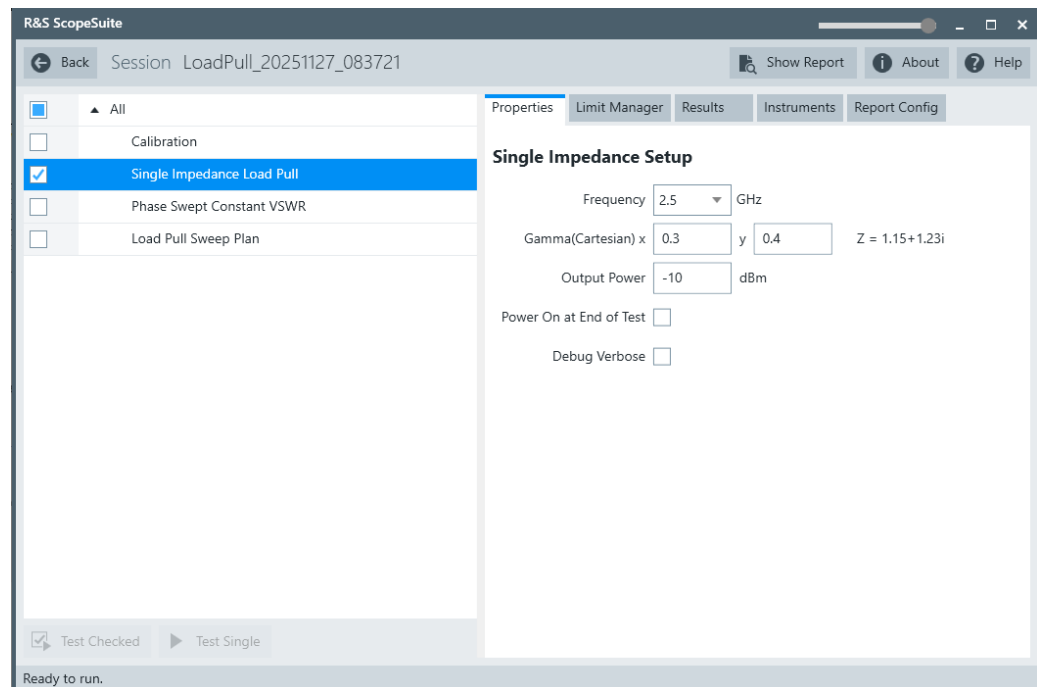 R&S ScopeSuite
Back Session LoadPull_20251127_083721 Show Report About Help
All
Calibration
Single Impedance Load Pull
Phase Swept Constant VSWR
Load Pull Sweep Plan
Test Checked Test Single
Properties Limit Manager Results Instruments Report Config
Single Impedance Setup
Frequency 2.5 GHz
Gamma(Cartesian) x 0.3 y 0.4 Z = 1.15+1.23i
Output Power -10 dBm
Power On at End of Test
Debug Verbose
Ready to run.